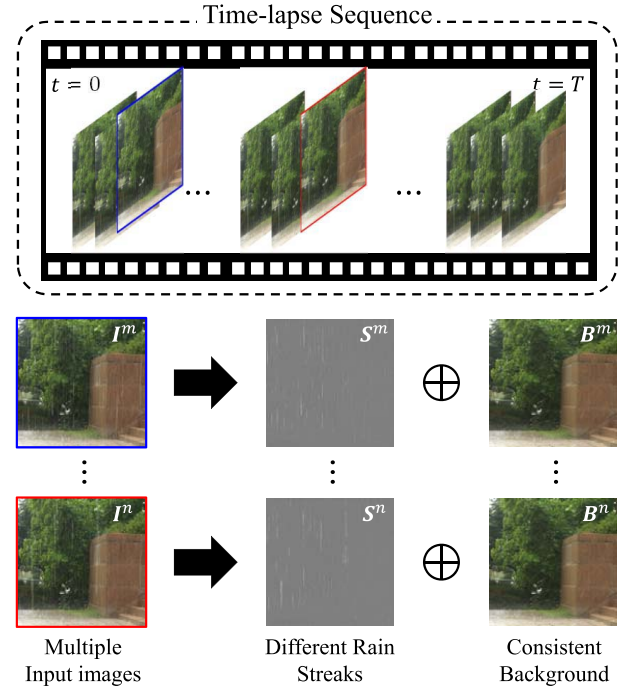 Time-lapse Sequence
t = 0
t = T
...
...
I^m
S^m
⊕
B^m
⋮
⋮
⋮
I^n
S^n
⊕
B^n
Multiple
Input images
Different Rain
Streaks
Consistent
Background